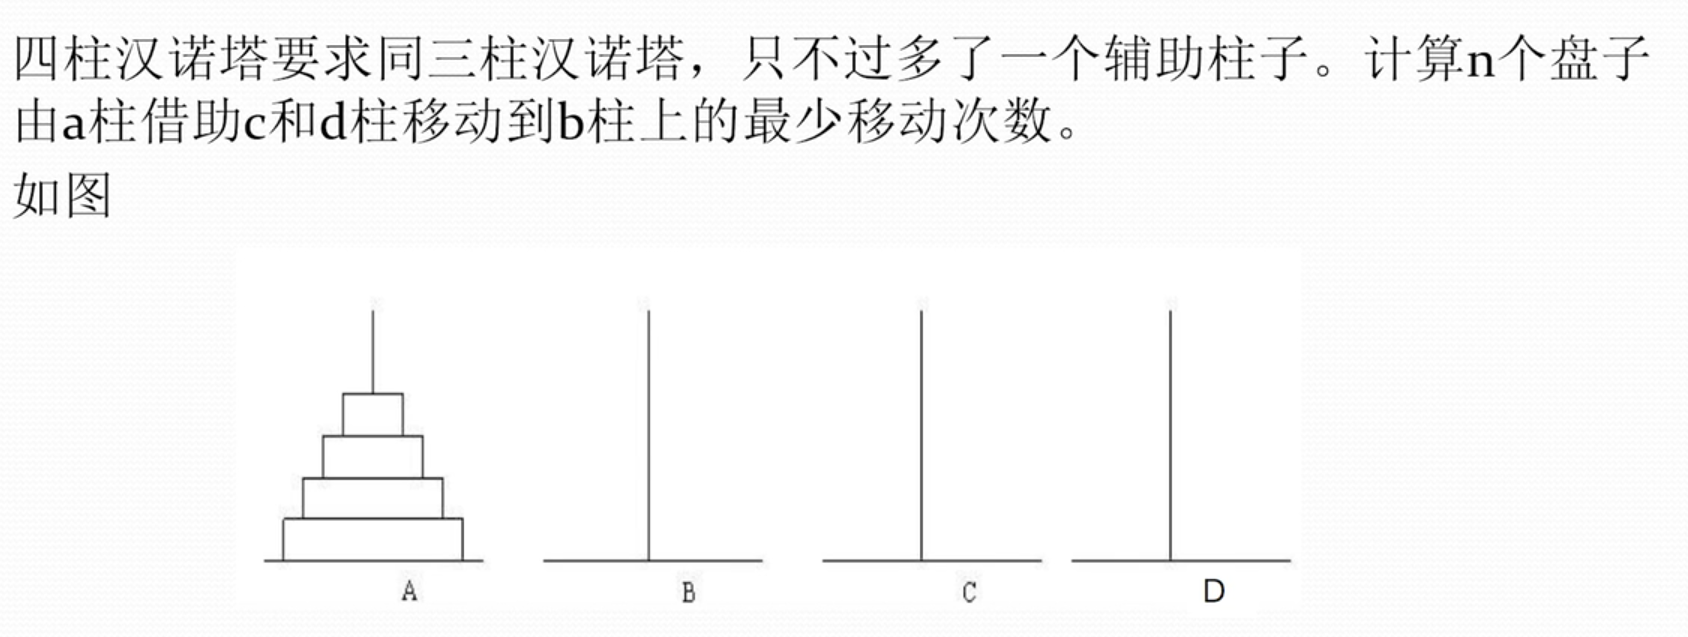 四柱汉诺塔要求同三柱汉诺塔，只不过多了一个辅助柱子。计算n个盘子
由a柱借助c和d柱移动到b柱上的最少移动次数。
如图
A B C D